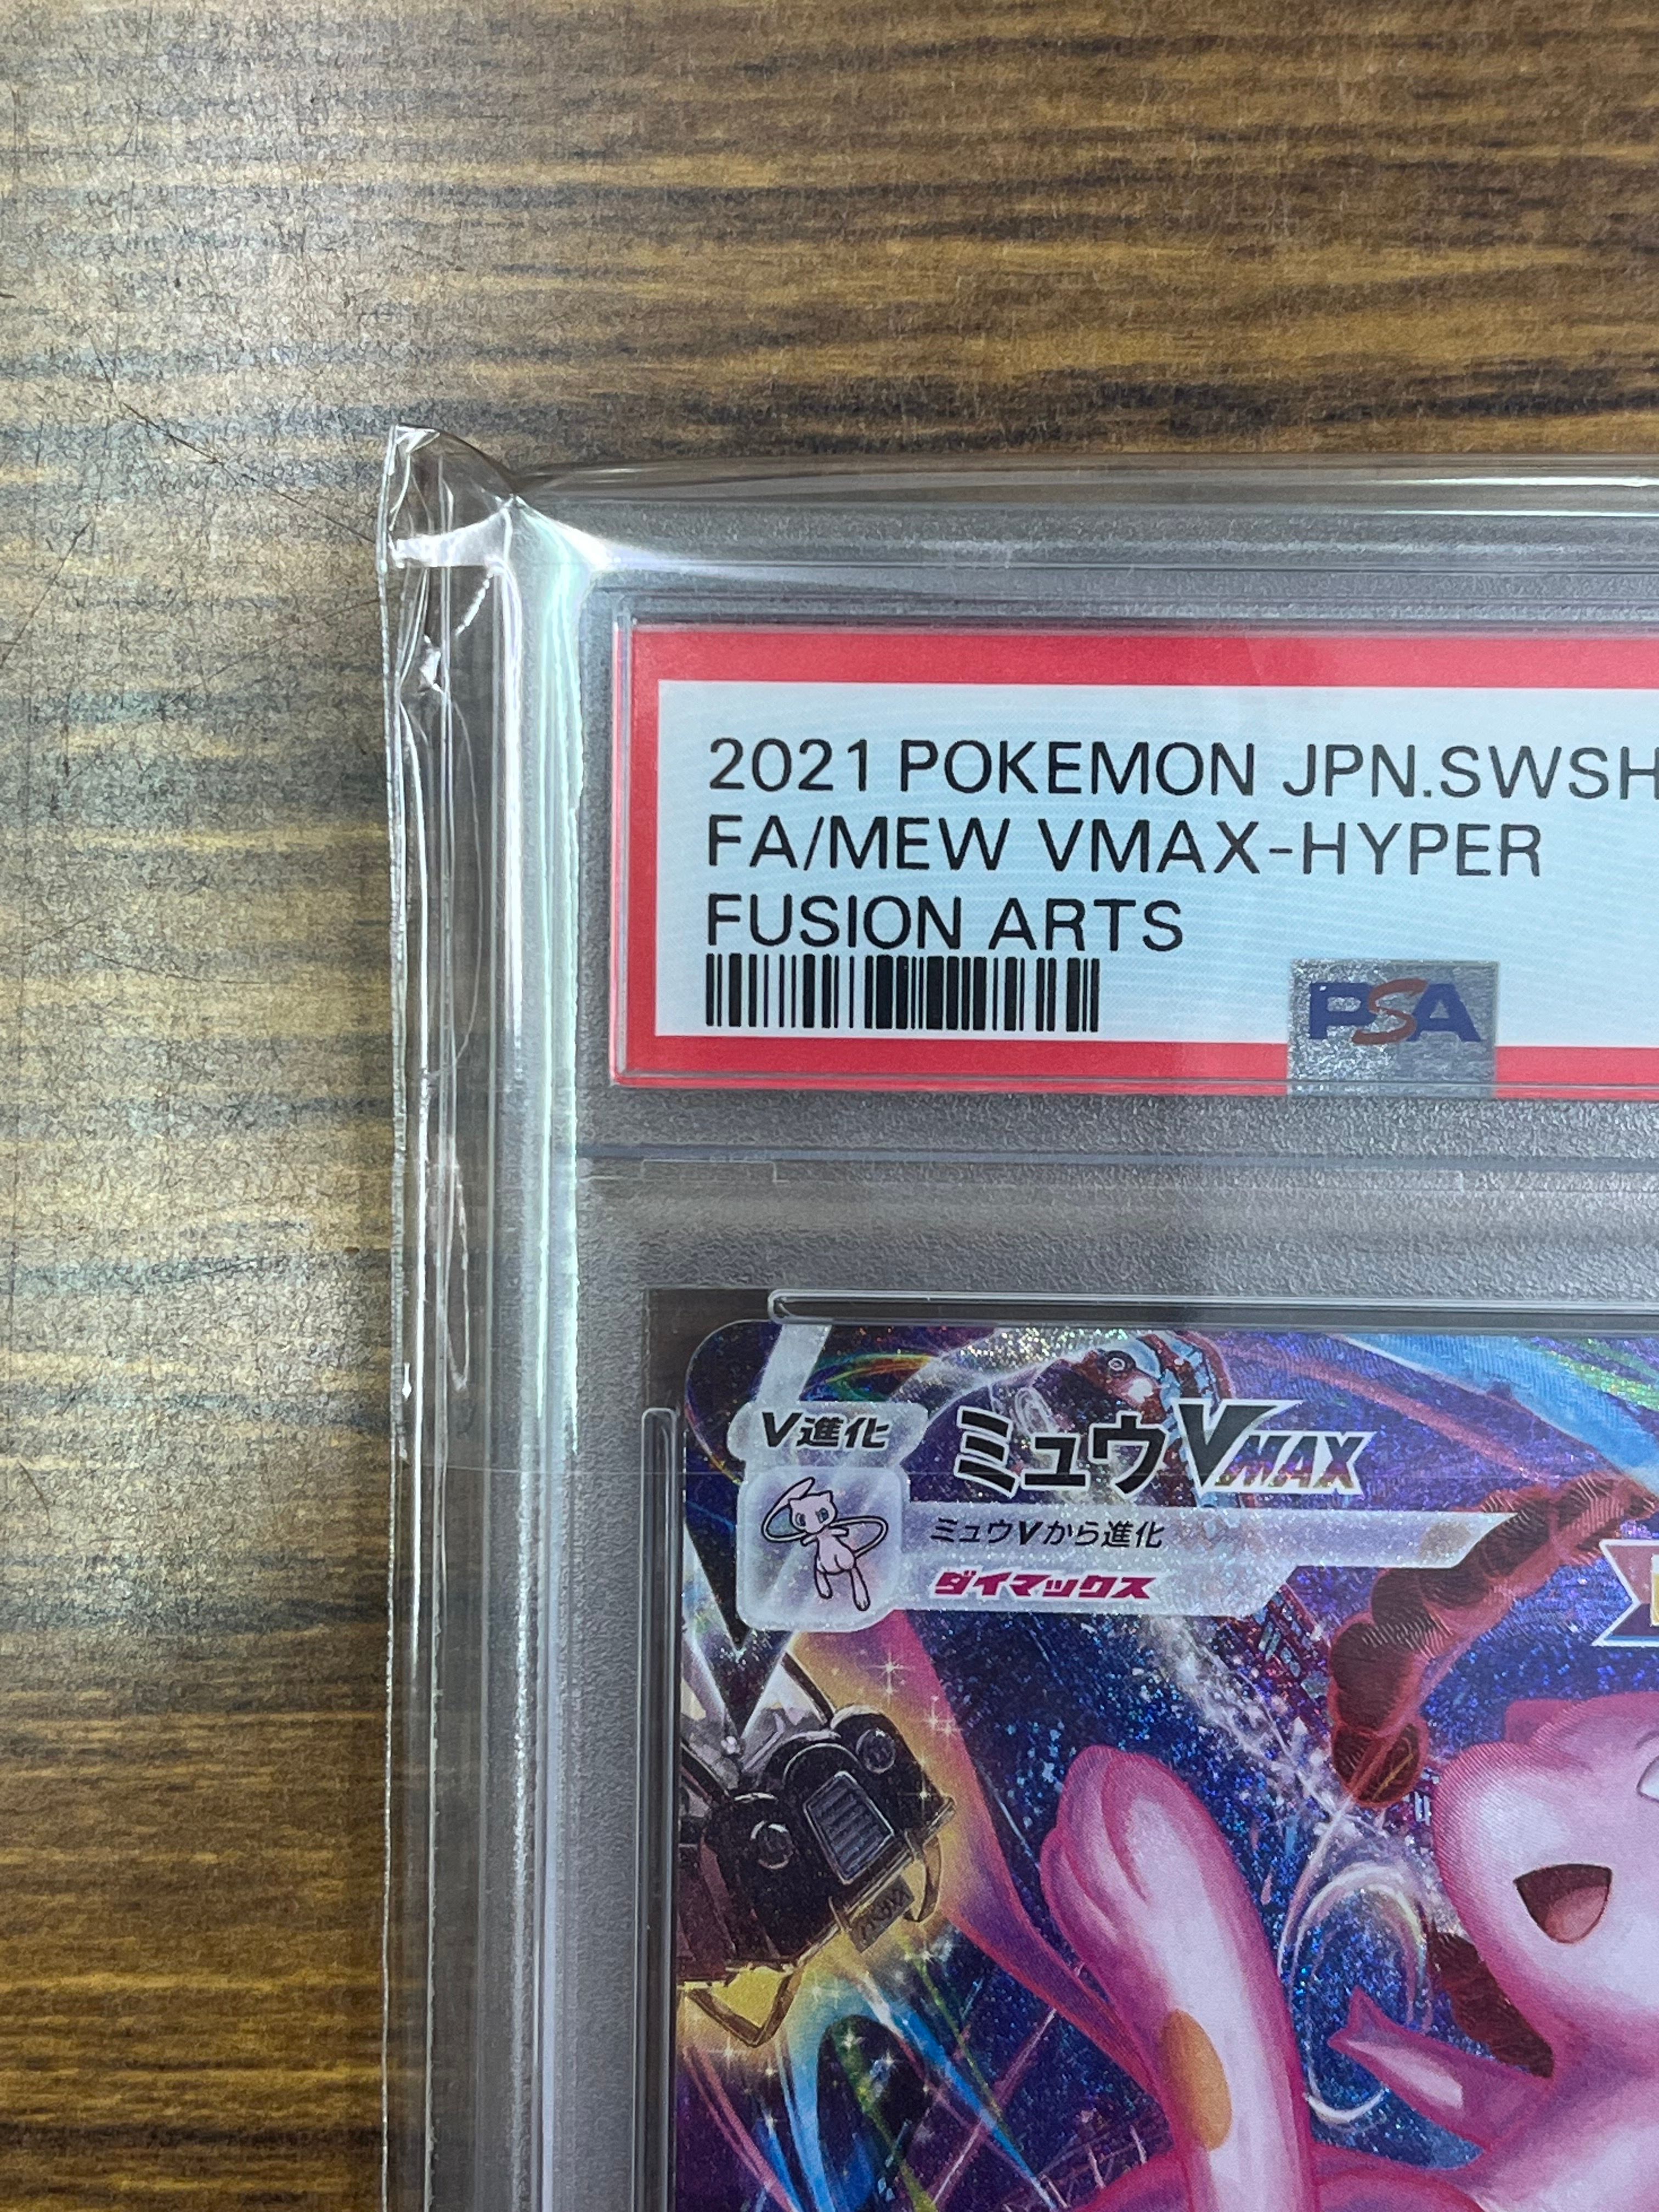 2021 POKEMON JPN.SWSH
FA/MEW VMAX-HYPER
FUSION ARTS
PSA
V進化
ミュウVMAX
ミュウVから進化
ダイマックス